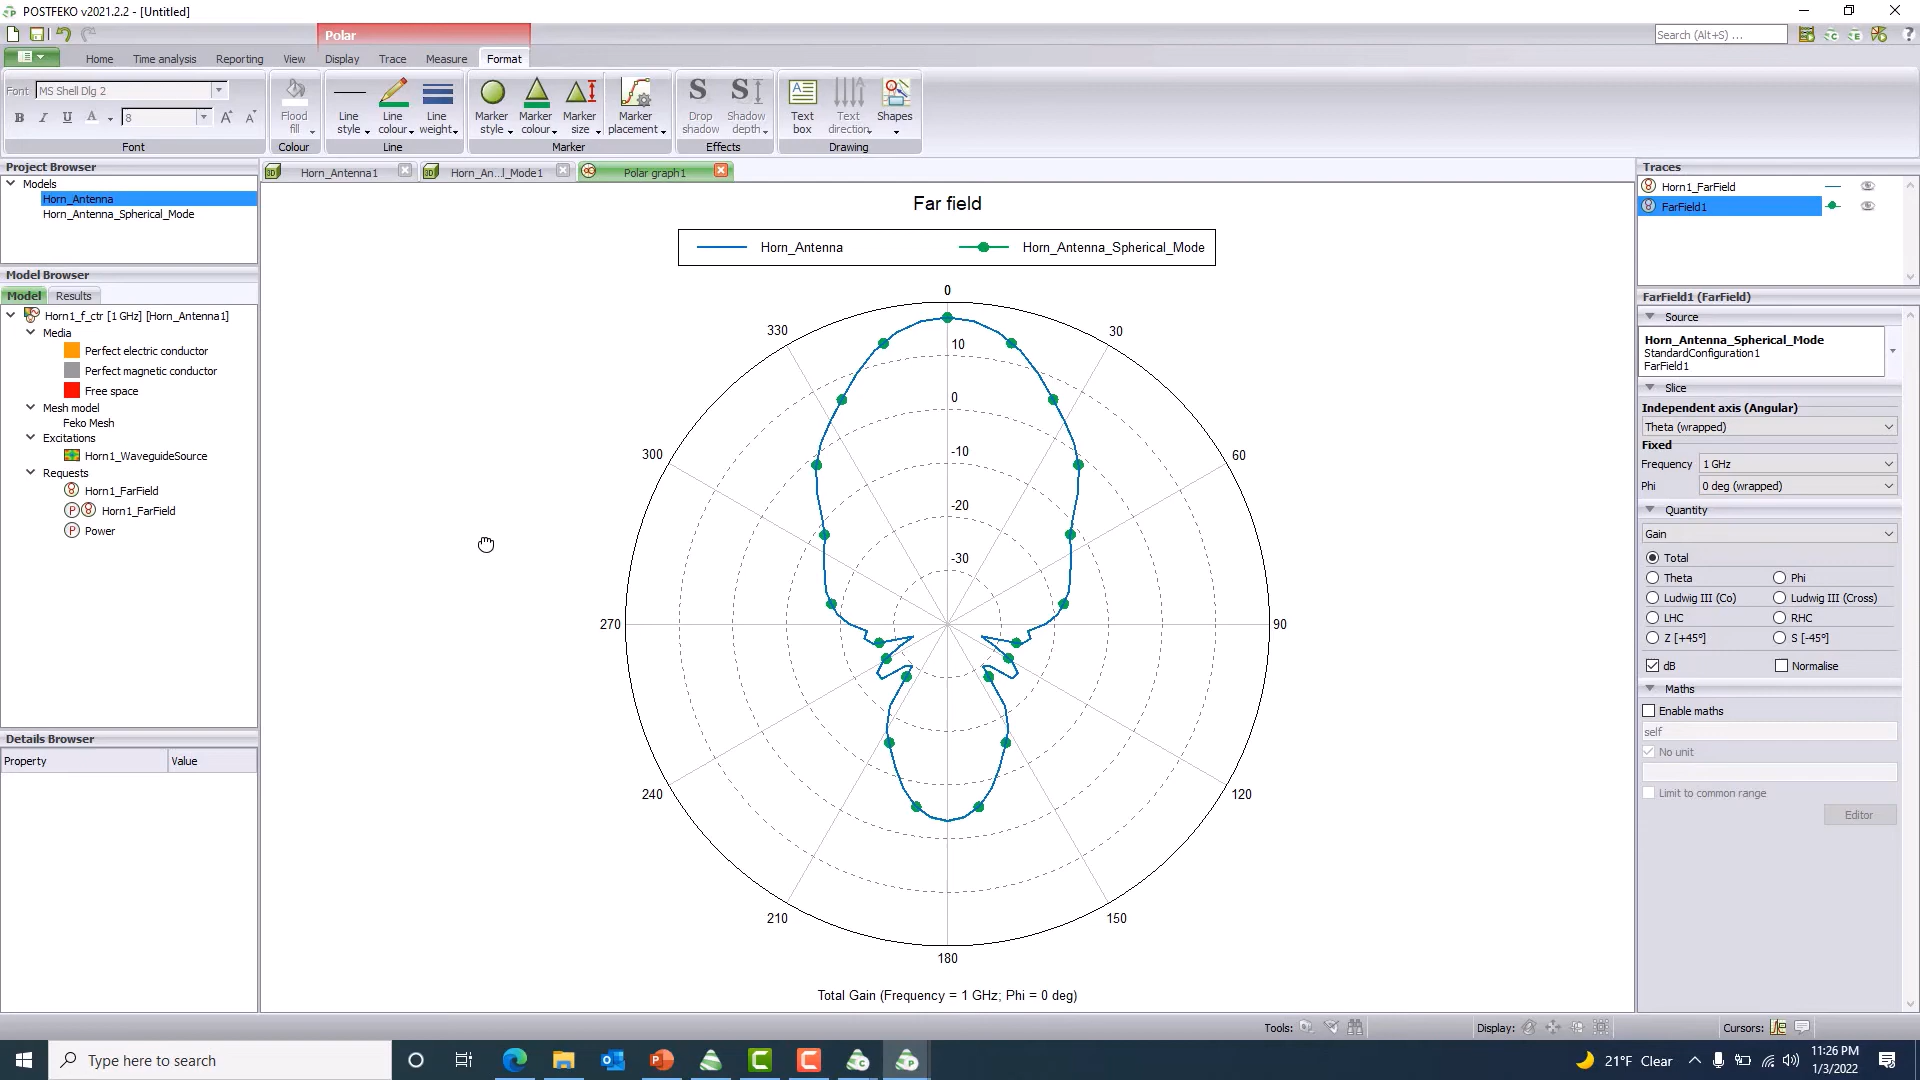 POSTFEKO v2021.2.2 - [Untitled]
Polar
Search (Alt+S) ...
Home Time analysis Reporting View Display Trace Measure Format
Font MS Shell Dlg 2
B I U A 8 A A
Flood fill
Line style
Line colour
Line weight
Marker style
Marker colour
Marker size
Marker placement
Drop shadow
Shadow depth
Text box
Text direction
Shapes
Font Colour Line Marker Effects Drawing
Project Browser
Models
Horn_Antenna
Horn_Antenna_Spherical_Mode
Model Browser
Model Results
Horn1_f_ctr [1 GHz] [Horn_Antenna1]
Media
Perfect electric conductor
Perfect magnetic conductor
Free space
Mesh model
Feko Mesh
Excitations
Horn1_WaveguideSource
Requests
Horn1_FarField
P Horn1_FarField
P Power
Details Browser
Property Value
3D Horn_Antenna1
3D Horn_An...l_Mode1
Polar graph1
Far field
Horn_Antenna Horn_Antenna_Spherical_Mode
0
330 30
10
0
300 60
-10
-20
-30
270 90
240 120
210 150
180
Total Gain (Frequency = 1 GHz; Phi = 0 deg)
Traces
Horn1_FarField
FarField1
FarField1 (FarField)
Source
Horn_Antenna_Spherical_Mode
StandardConfiguration1
FarField1
Slice
Independent axis (Angular)
Theta (wrapped)
Fixed
Frequency 1 GHz
Phi 0 deg (wrapped)
Quantity
Gain
Total
Theta Phi
Ludwig III (Co) Ludwig III (Cross)
LHC RHC
Z [+45°] S [-45°]
dB Normalise
Maths
Enable maths
self
No unit
Limit to common range
Editor
Tools: Display: Cursors:
Type here to search
21°F Clear
11:26 PM
1/3/2022